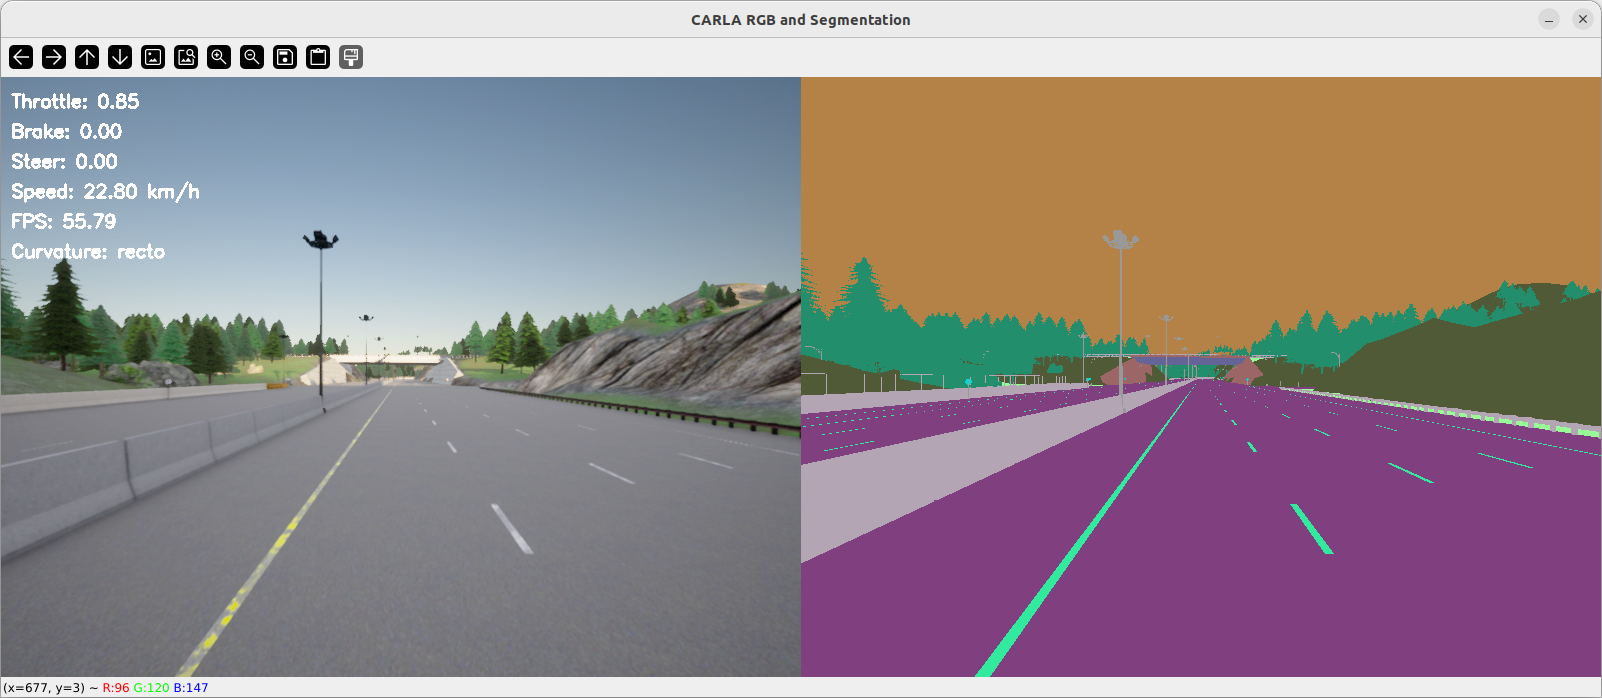 CARLA RGB and Segmentation
Throttle: 0.85
Brake: 0.00
Steer: 0.00
Speed: 22.80 km/h
FPS: 55.79
Curvature: recto
(x=677, y=3) ~ R:96 G:120 B:147